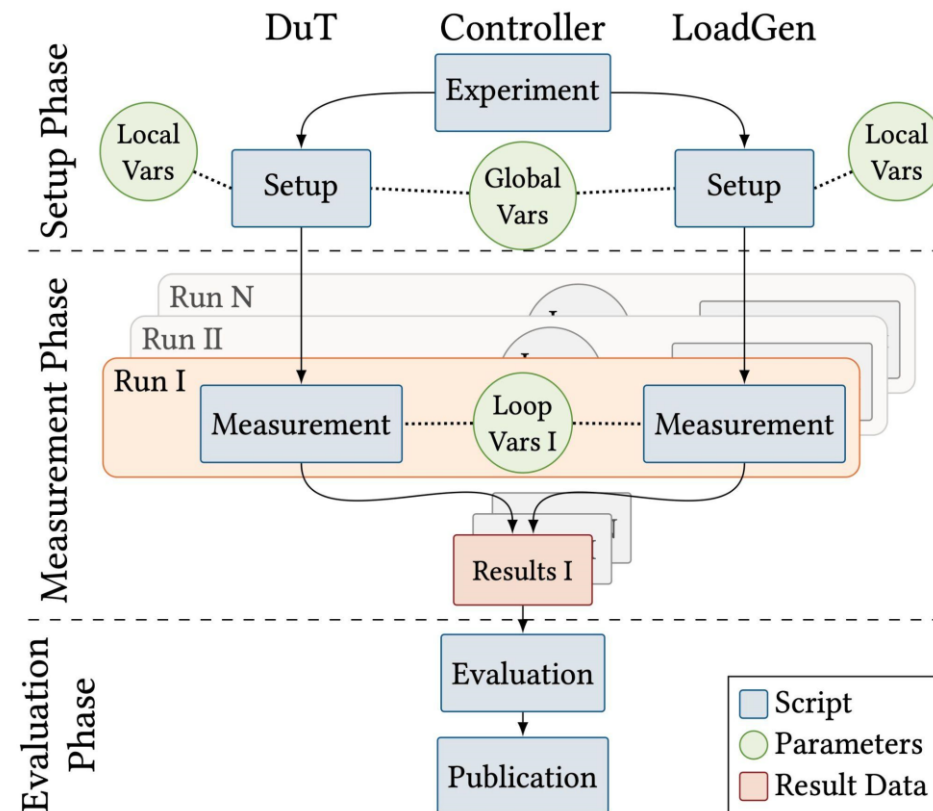 DuT
Controller
LoadGen
Setup Phase
Experiment
Local
Vars
Setup
Global
Vars
Setup
Local
Vars
Measurement Phase
Run N
Run II
Run I
Measurement
Loop
Vars I
Measurement
Results I
Evaluation
Phase
Evaluation
Publication
Script
Parameters
Result Data